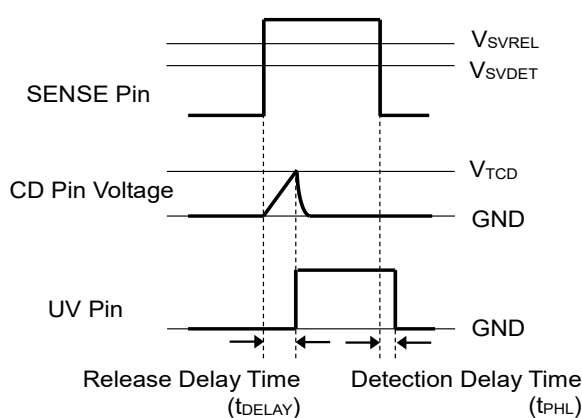 VSVREL
VSVDET
SENSE Pin
VTCD
CD Pin Voltage
GND
UV Pin
GND
Release Delay Time
(tDELAY)
Detection Delay Time
(tPHL)